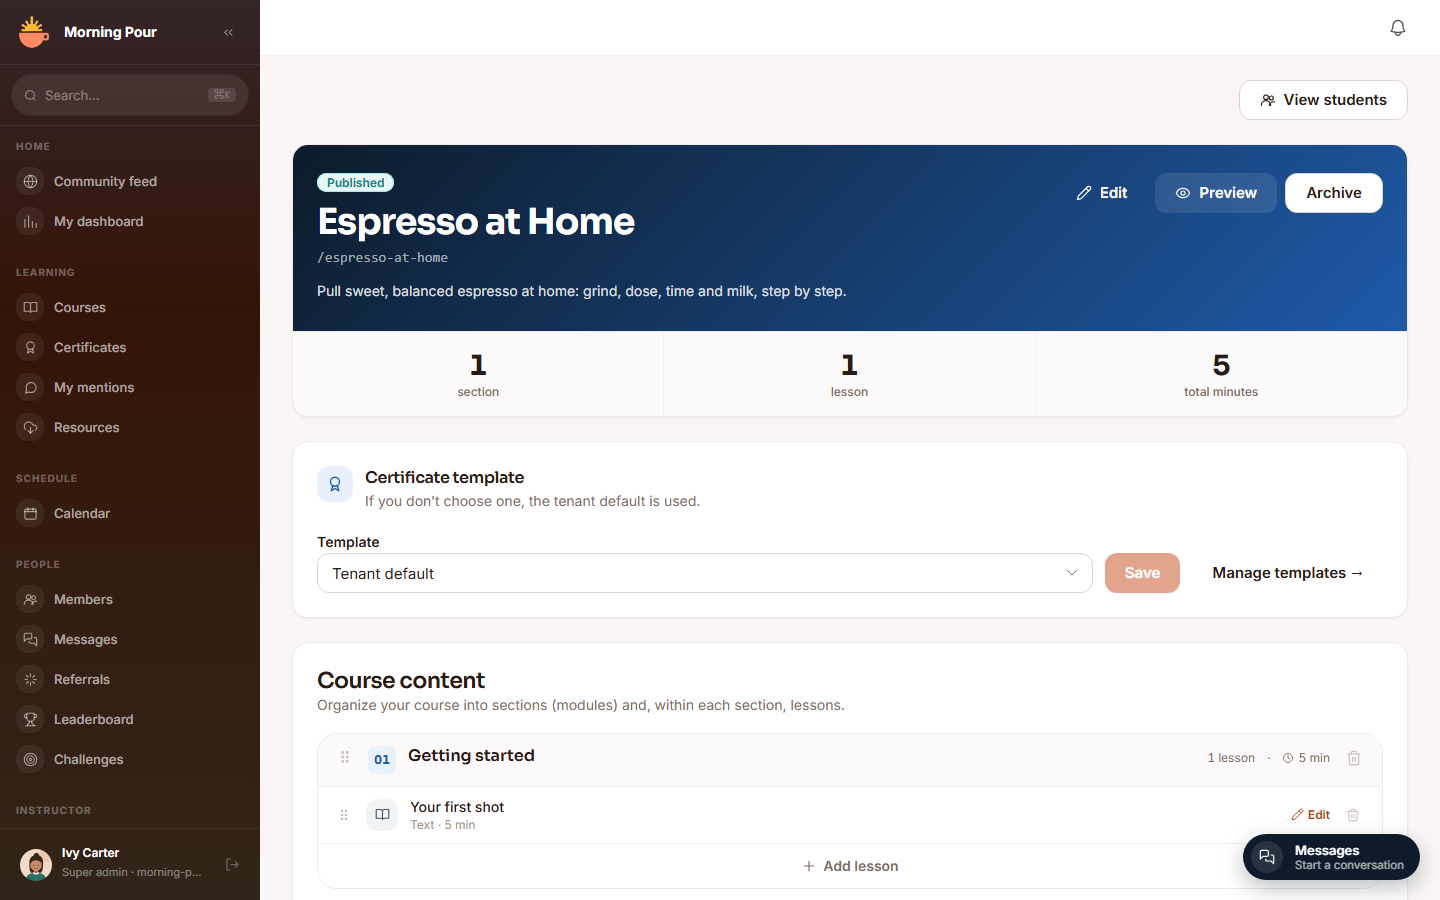 Morning Pour
Search...
⌘K
HOME
Community feed
My dashboard
LEARNING
Courses
Certificates
My mentions
Resources
SCHEDULE
Calendar
PEOPLE
Members
Messages
Referrals
Leaderboard
Challenges
INSTRUCTOR
Ivy Carter
Super admin · morning-p...
View students
Published
Edit
Preview
Archive
Espresso at Home
/espresso-at-home
Pull sweet, balanced espresso at home: grind, dose, time and milk, step by step.
1
section
1
lesson
5
total minutes
Certificate template
If you don’t choose one, the tenant default is used.
Template
Tenant default
Save
Manage templates →
Course content
Organize your course into sections (modules) and, within each section, lessons.
01
Getting started
1 lesson · 5 min
Your first shot
Text · 5 min
Edit
+ Add lesson
Messages
Start a conversation